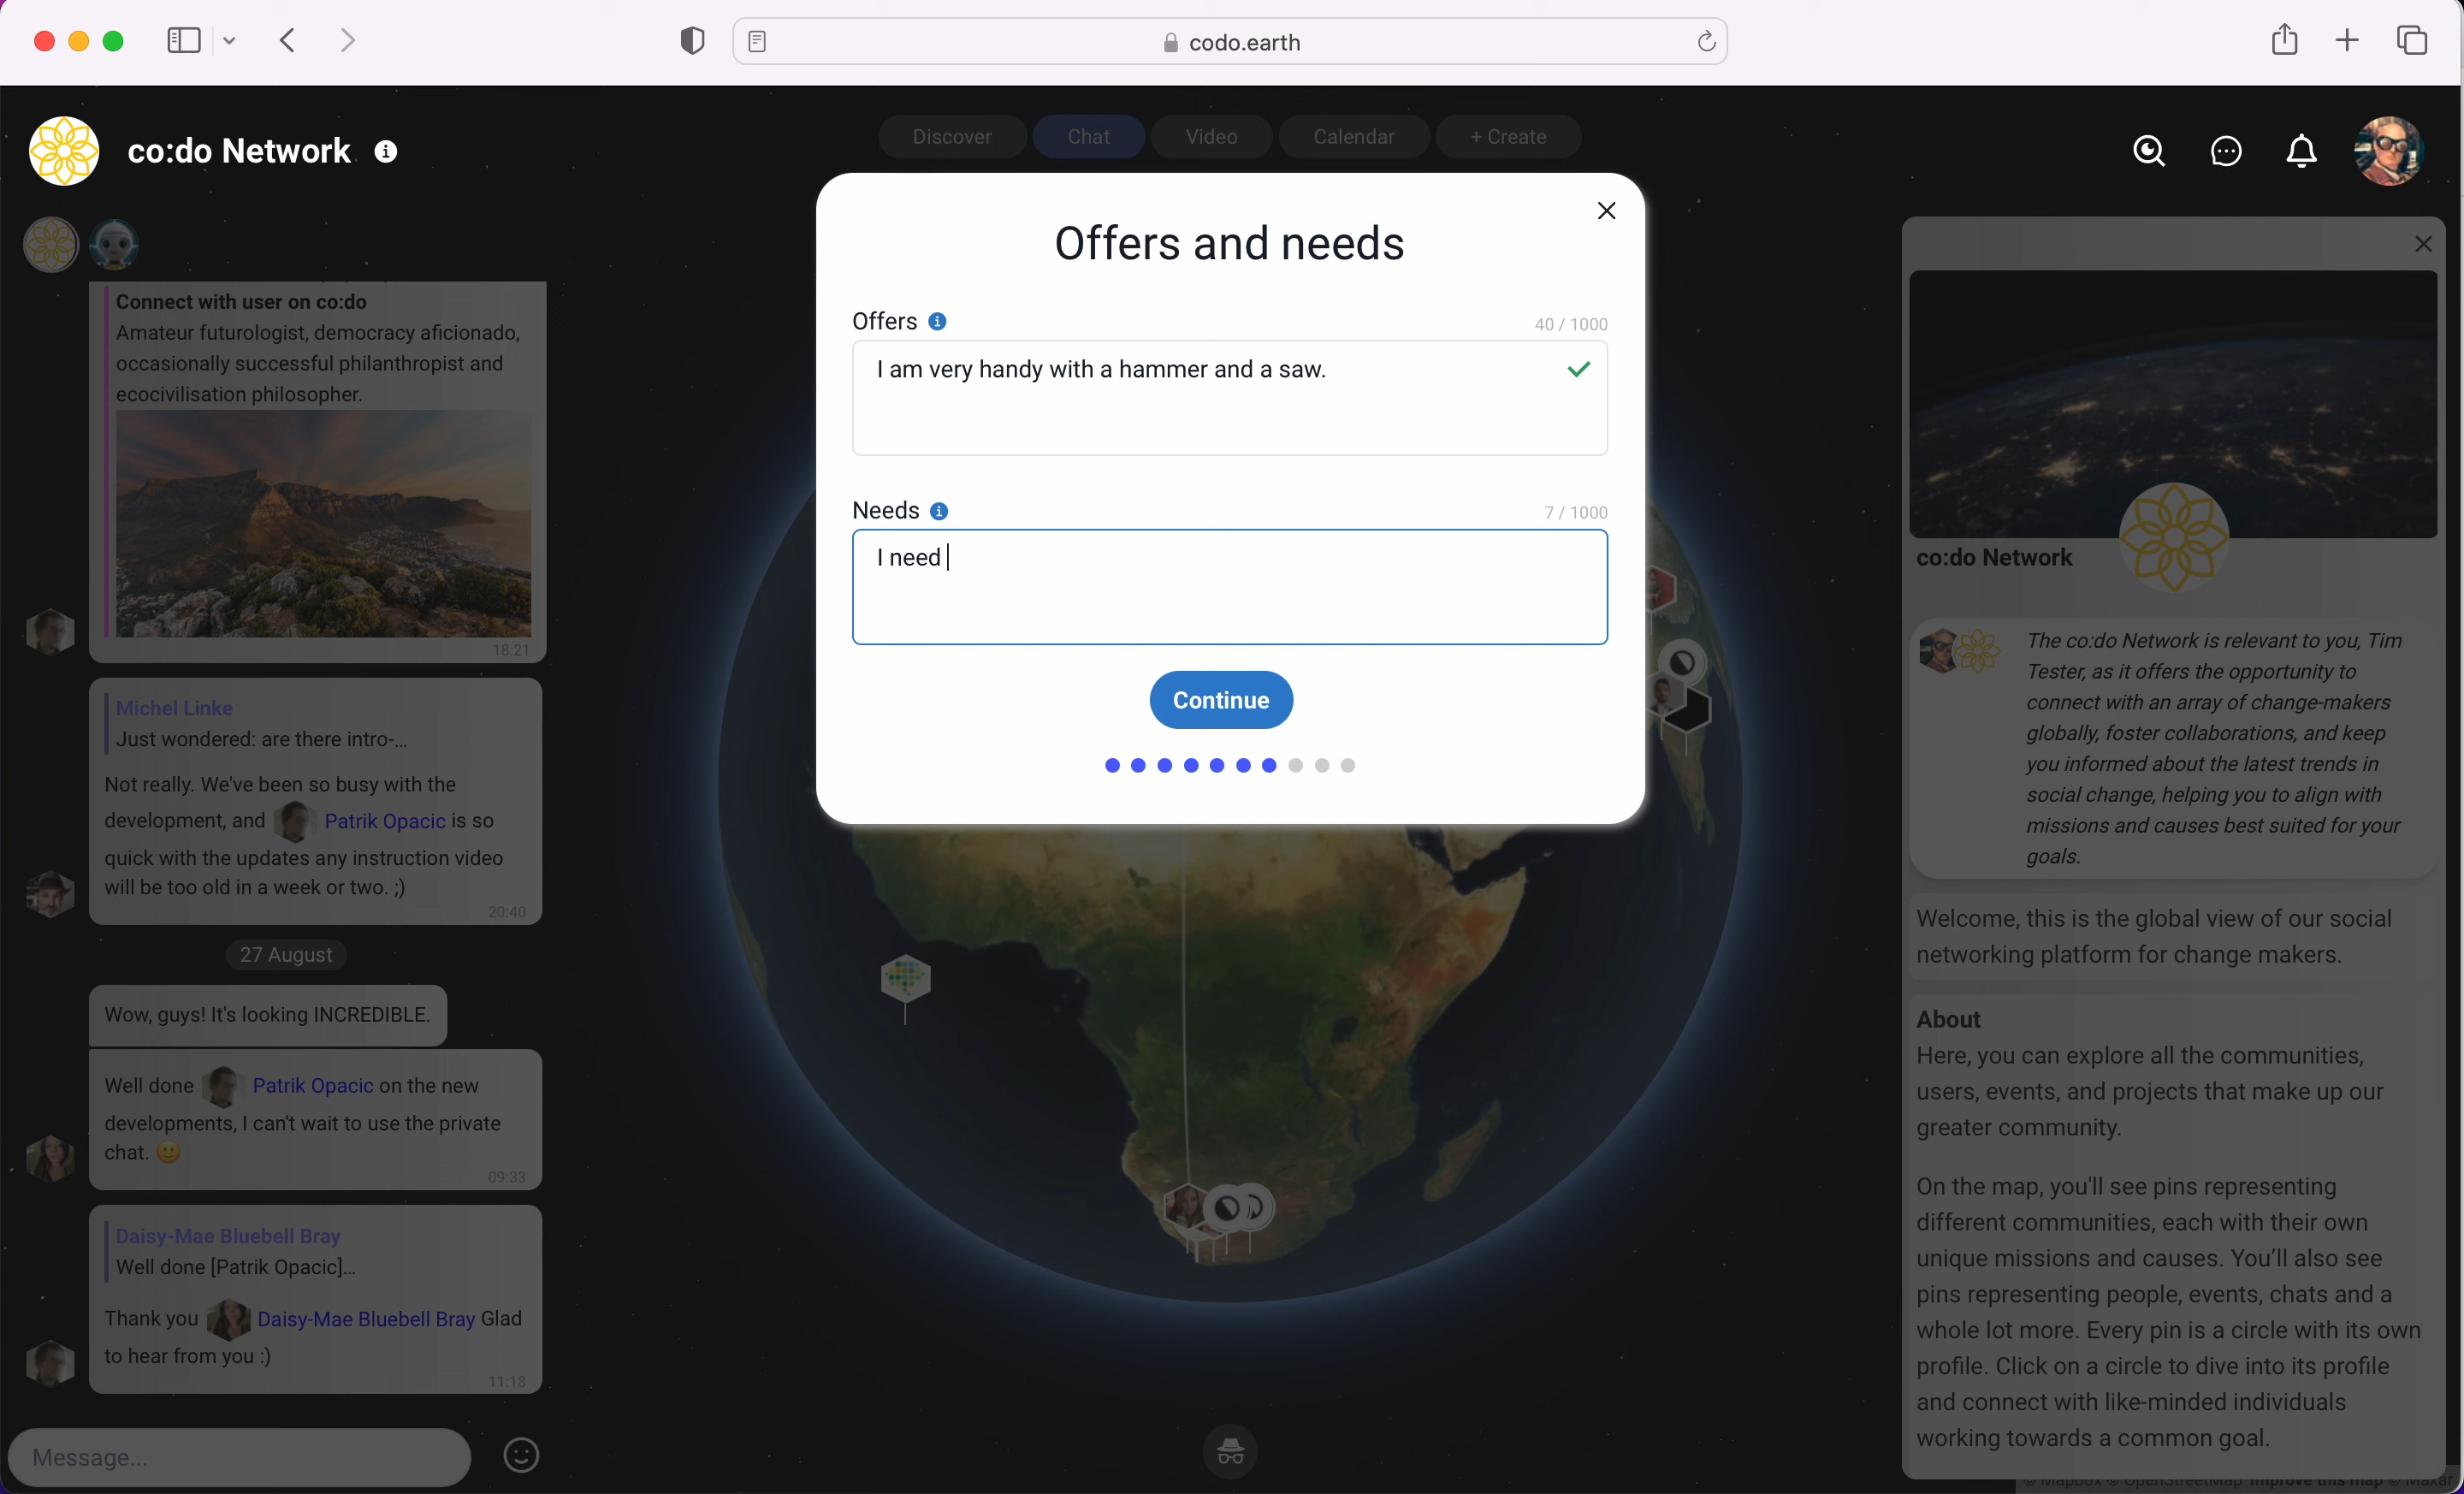 codo.earth
co:do Network
Discover
Chat
Video
Calendar
+ Create
Connect with user on co:do
Amateur futurologist, democracy aficionado,
occasionally successful philanthropist and
ecocivilisation philosopher.
18:21
Michel Linke
Just wondered: are there intro-...
Not really. We've been so busy with the
development, and Patrik Opacic is so
quick with the updates any instruction video
will be too old in a week or two. ;)
20:40
27 August
Wow, guys! It's looking INCREDIBLE.
Well done Patrik Opacic on the new
developments, I can't wait to use the private
chat. 🙂
09:33
Daisy-Mae Bluebell Bray
Well done [Patrik Opacic]...
Thank you Daisy-Mae Bluebell Bray Glad
to hear from you :)
11:18
Message...
Offers and needs
Offers
40 / 1000
I am very handy with a hammer and a saw.
Needs
7 / 1000
I need
Continue
co:do Network
The co:do Network is relevant to you, Tim
Tester, as it offers the opportunity to
connect with an array of change-makers
globally, foster collaborations, and keep
you informed about the latest trends in
social change, helping you to align with
missions and causes best suited for your
goals.
Welcome, this is the global view of our social
networking platform for change makers.
About
Here, you can explore all the communities,
users, events, and projects that make up our
greater community.
On the map, you'll see pins representing
different communities, each with their own
unique missions and causes. You’ll also see
pins representing people, events, chats and a
whole lot more. Every pin is a circle with its own
profile. Click on a circle to dive into its profile
and connect with like-minded individuals
working towards a common goal.
© Mapbox © OpenStreetMap Improve this map © Maxar